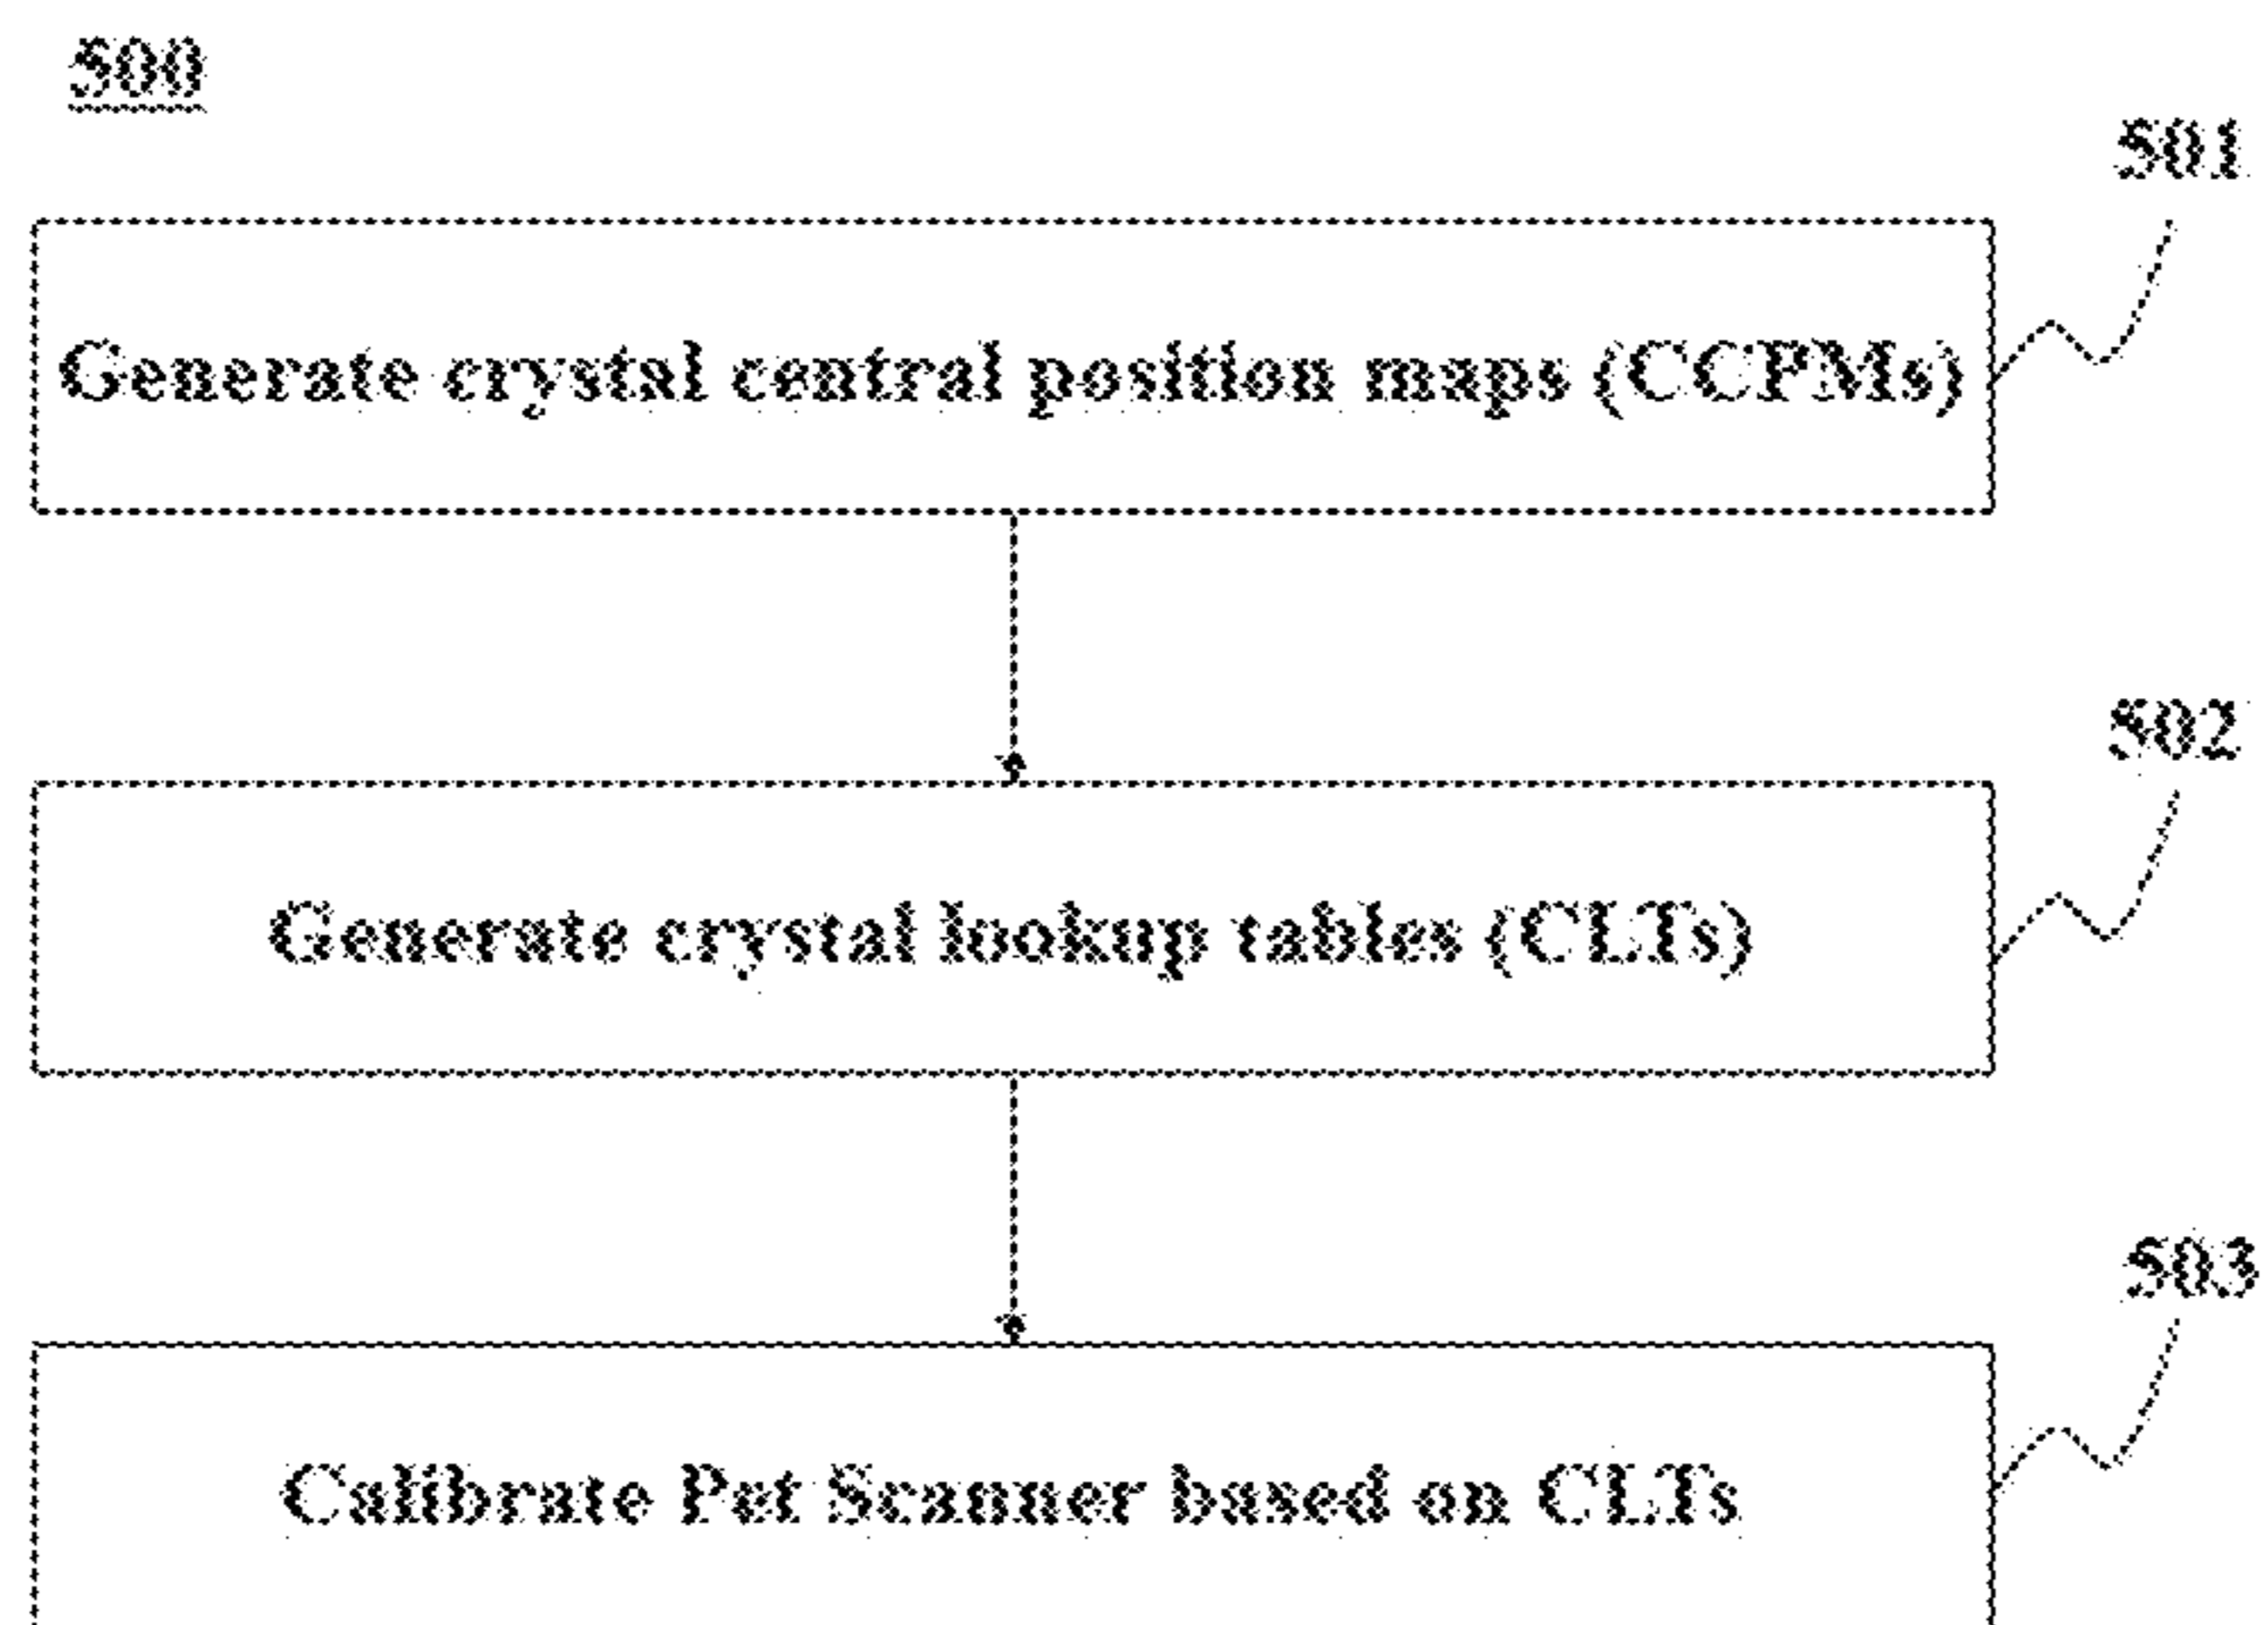 500
501
Generate crystal central position maps (CCPMs)
502
Generate crystal lookup tables (CLTs)
503
Calibrate Pet Scanner based on CLTs